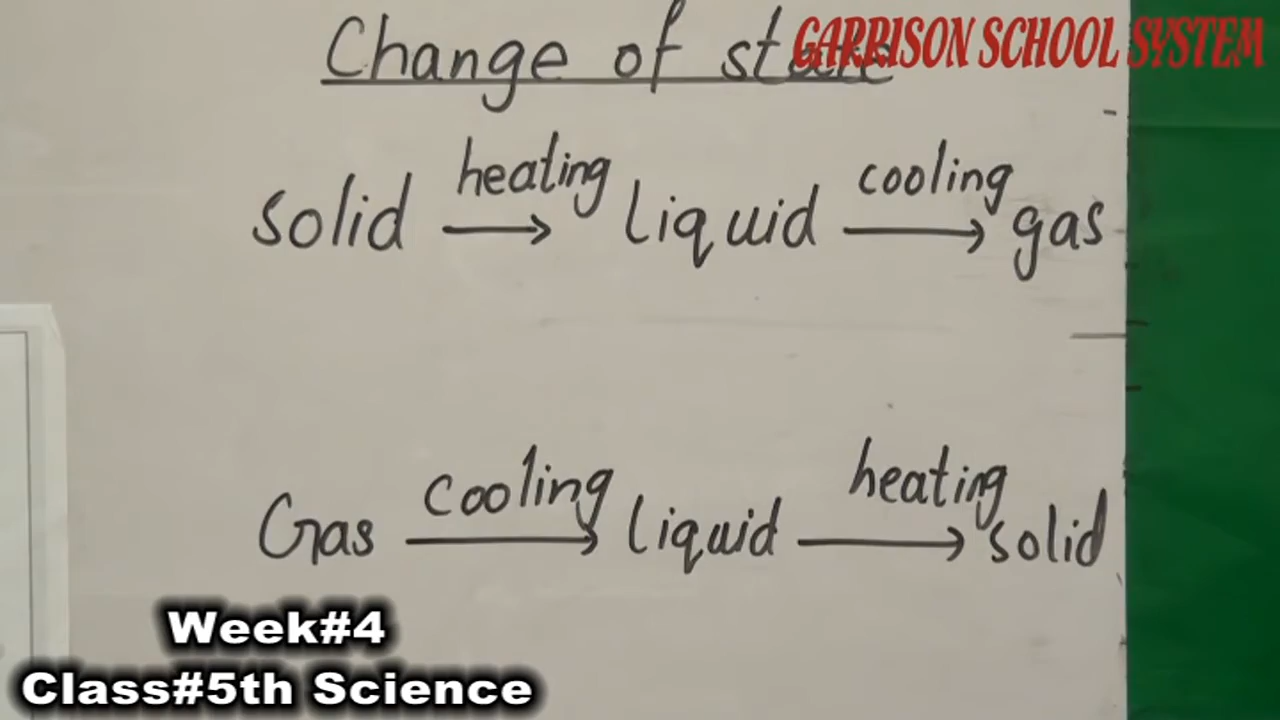 Change of state
GARRISON SCHOOL SYSTEM
solid heating → liquid cooling → gas
Gas cooling → liquid heating → solid
Week#4
Class#5th Science